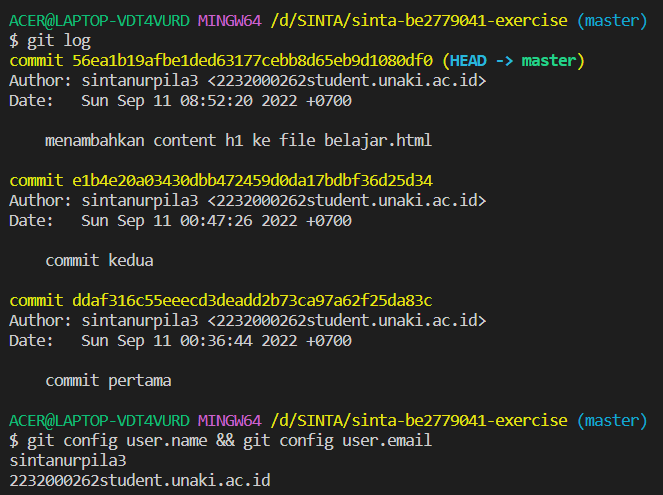 ACER@LAPTOP-VDT4VURD MINGW64 /d/SINTA/sinta-be2779041-exercise (master)
$ git log
commit 56ea1b19afbe1ded63177cebb8d65eb9d1080df0 (HEAD -> master)
Author: sintanurpila3 <2232000262student.unaki.ac.id>
Date:   Sun Sep 11 08:52:20 2022 +0700
    menambahkan content h1 ke file belajar.html
commit e1b4e20a03430dbb472459d0da17bdbf36d25d34
Author: sintanurpila3 <2232000262student.unaki.ac.id>
Date:   Sun Sep 11 00:47:26 2022 +0700
    commit kedua
commit ddaf316c55eeecd3deadd2b73ca97a62f25da83c
Author: sintanurpila3 <2232000262student.unaki.ac.id>
Date:   Sun Sep 11 00:36:44 2022 +0700
    commit pertama
ACER@LAPTOP-VDT4VURD MINGW64 /d/SINTA/sinta-be2779041-exercise (master)
$ git config user.name && git config user.email
sintanurpila3
2232000262student.unaki.ac.id